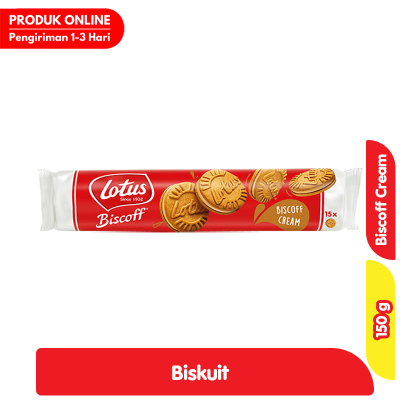 PRODUK ONLINE
Pengiriman 1-3 Hari
Lotus
Since 1932
Biscoff
BISCOFF
CREAM
15x
Biscoff Cream
150 g
Biskuit